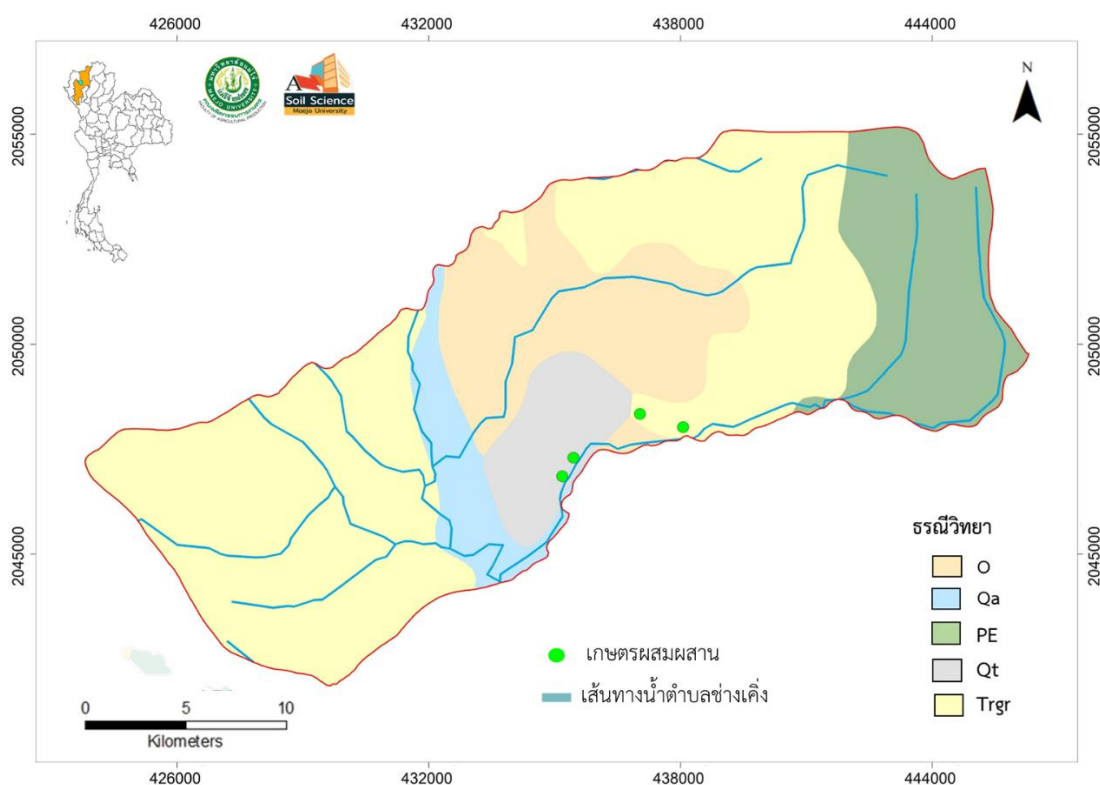 426000 432000 438000 444000
Soil Science
Maejo University
N
2055000 2055000
2050000 2050000
2045000 2045000
ธรณีวิทยา
O
Qa
PE
Qt
Trgr
เกษตรผสมผสาน
เส้นทางน้ำตำบลช่างเคิ่ง
0 5 10
Kilometers
426000 432000 438000 444000